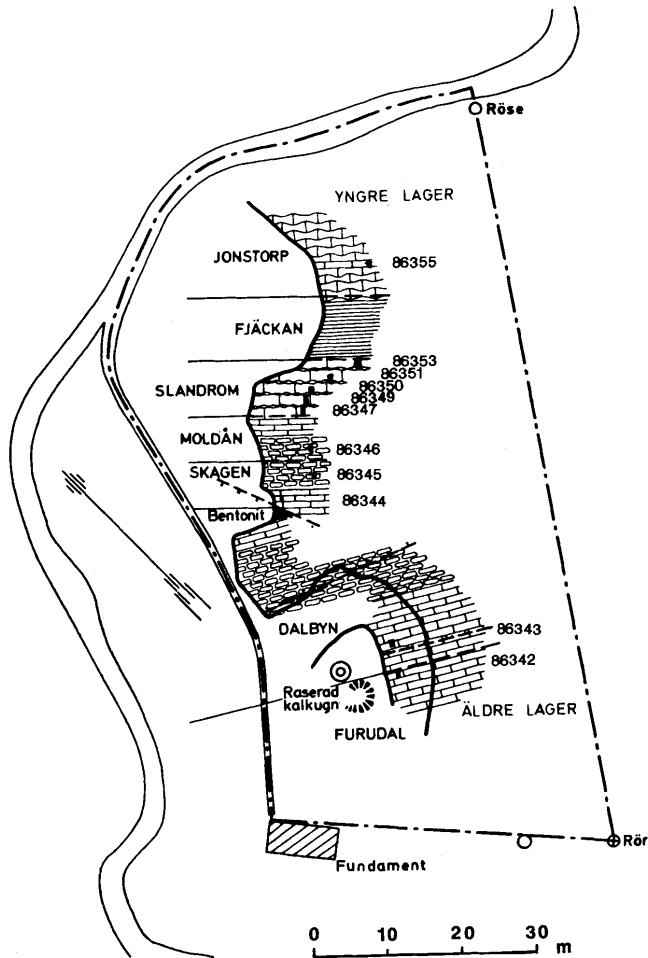 Röse
YNGRE LAGER
JONSTORP
86355
FJÄCKAN
86353
86351
SLANDROM
86350
86349
86347
MOLDÅN
86346
SKAGEN
86345
86344
Bentonit
DALBYN
86343
86342
Raserad
kalkugn
ÄLDRE LAGER
FURUDAL
Rör
Fundament
0 10 20 30
m